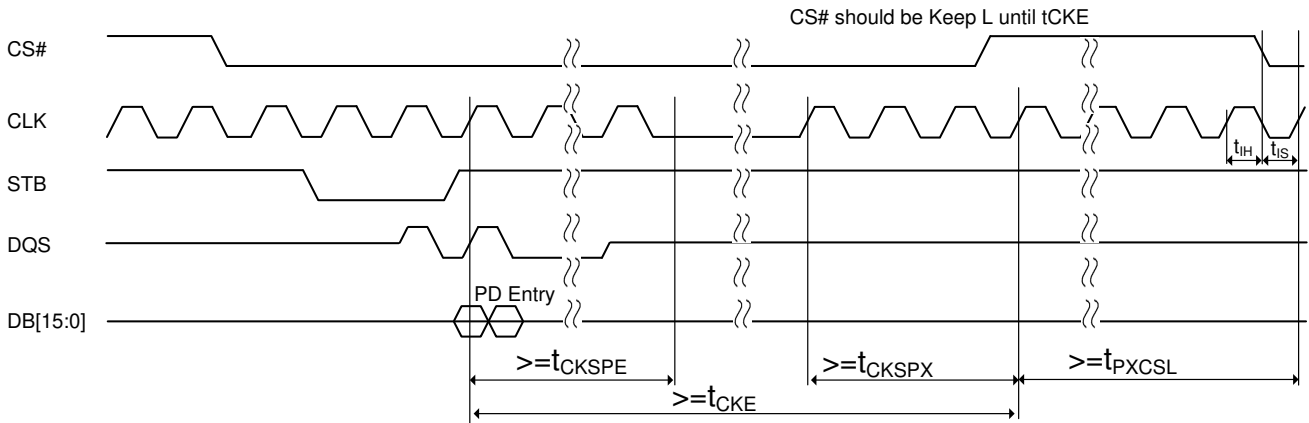 CS# should be Keep L until tCKE
CS#
CLK
tIH
tIS
STB
DQS
PD Entry
DB[15:0]
>=tCKSPE
>=tCKSPX
>=tPXCSL
>=tCKE